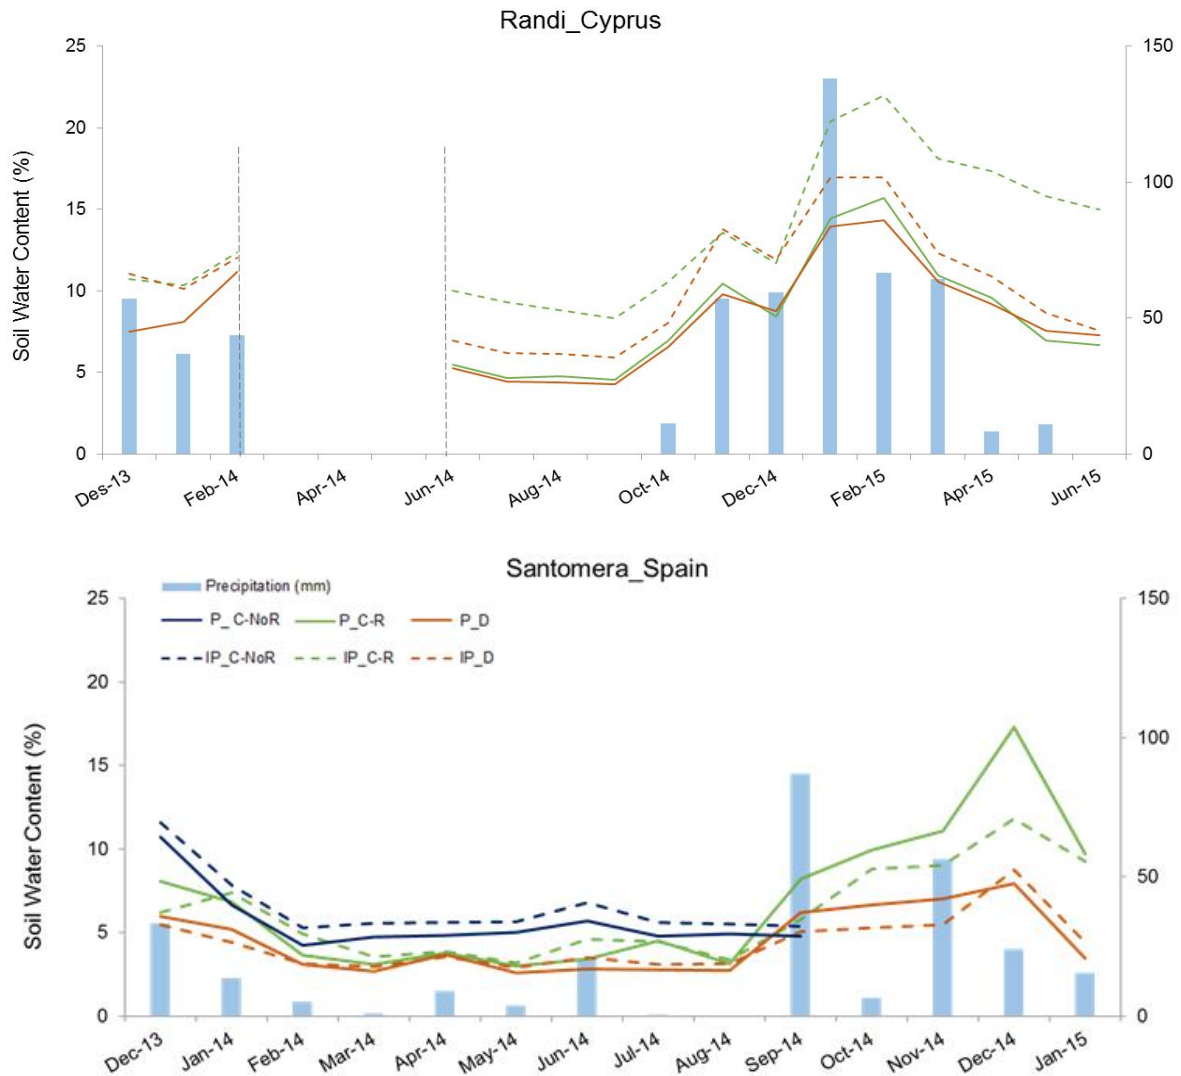 Randi_Cyprus
25
20
15
10
5
0
Soil Water Content (%)
150
100
50
0
Des-13
Feb-14
Apr-14
Jun-14
Aug-14
Oct-14
Dec-14
Feb-15
Apr-15
Jun-15
Santomera_Spain
Precipitation (mm)
P_ C-NoR P_C-R P_D
IP_C-NoR IP_C-R IP_D
25
20
15
10
5
0
Soil Water Content (%)
150
100
50
0
Dec-13
Jan-14
Feb-14
Mar-14
Apr-14
May-14
Jun-14
Jul-14
Aug-14
Sep-14
Oct-14
Nov-14
Dec-14
Jan-15